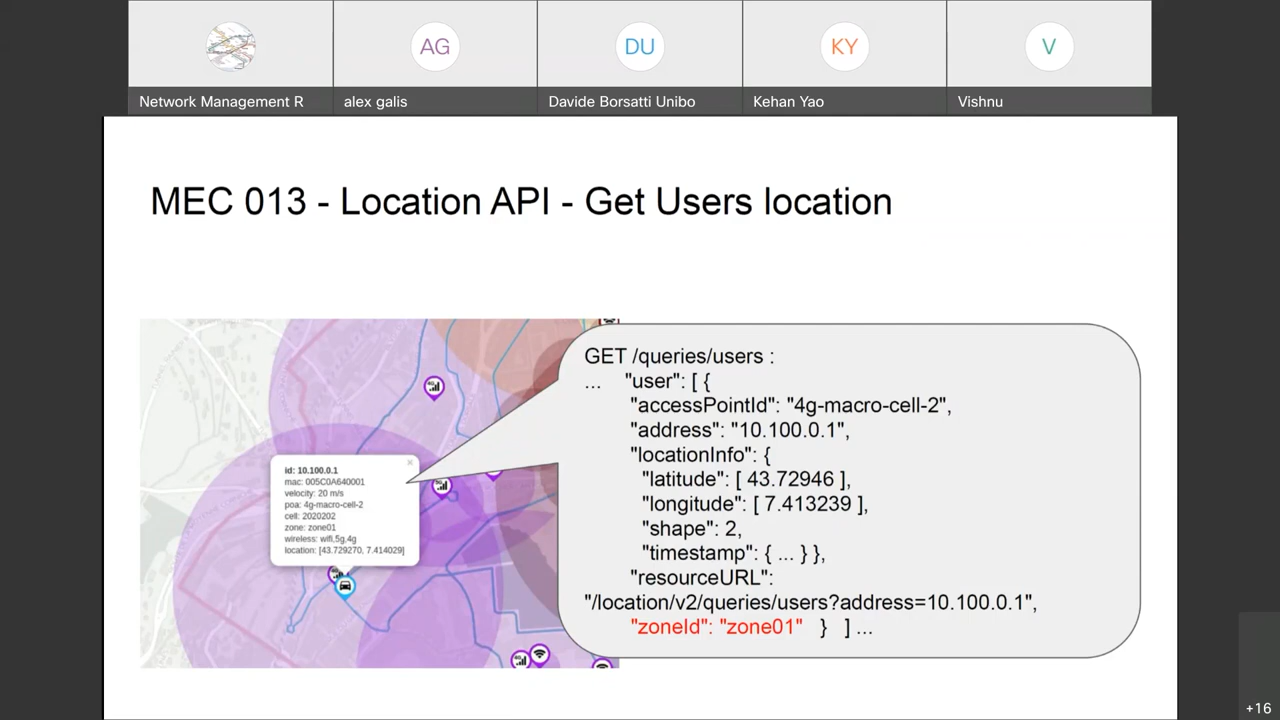 AG
DU
KY
V
Network Management R
alex galis
Davide Borsatti Unibo
Kehan Yao
Vishnu
MEC 013 - Location API - Get Users location
id: 10.100.0.1
mac: 005C0A640001
velocity: 20 m/s
poa: 4g-macro-cell-2
cell: 2020202
zone: zone01
wireless: wifi,5g,4g
location: [43.729270, 7.414029]
GET /queries/users :
... "user": [ {
"accessPointId": "4g-macro-cell-2",
"address": "10.100.0.1",
"locationInfo": {
"latitude": [ 43.72946 ],
"longitude": [ 7.413239 ],
"shape": 2,
"timestamp": { ... } },
"resourceURL":
"/location/v2/queries/users?address=10.100.0.1",
"zoneId": "zone01" } ] ...
+16